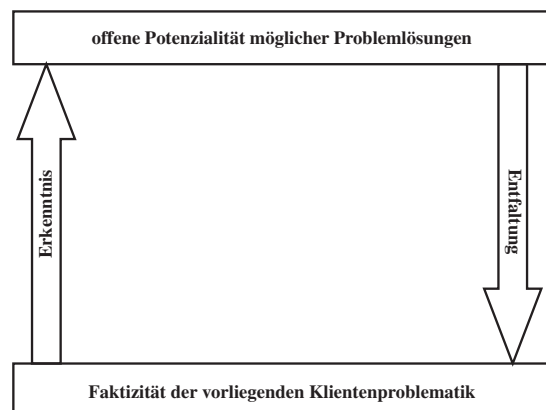 offene Potenzialität möglicher Problemlösungen
Erkenntnis
Entfaltung
Faktizität der vorliegenden Klientenproblematik